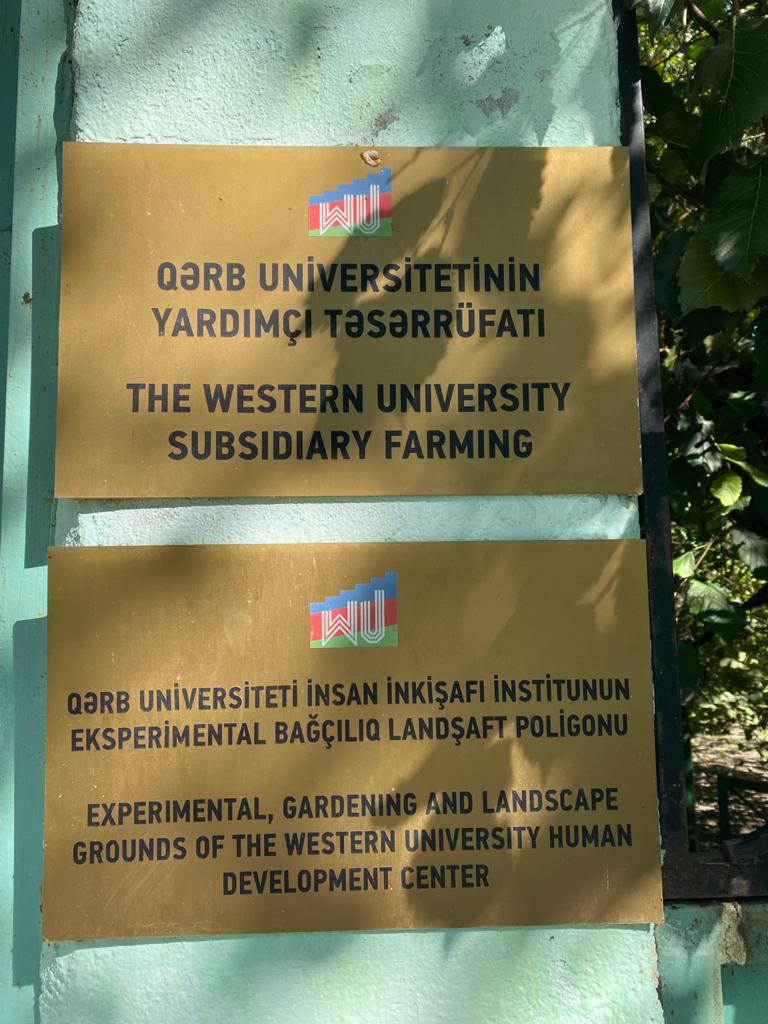 WU
QƏRB UNİVERSİTETİNİN
YARDIMÇI TƏSƏRRÜFATI
THE WESTERN UNIVERSITY
SUBSIDIARY FARMING
WU
QƏRB UNİVERSİTETİ İNSAN İNKİŞAFI İNSTİTUNUN
EKSPERİMENTAL BAĞÇILIQ LANDŞAFT POLİGONU
EXPERIMENTAL, GARDENING AND LANDSCAPE
GROUNDS OF THE WESTERN UNIVERSITY HUMAN
DEVELOPMENT CENTER